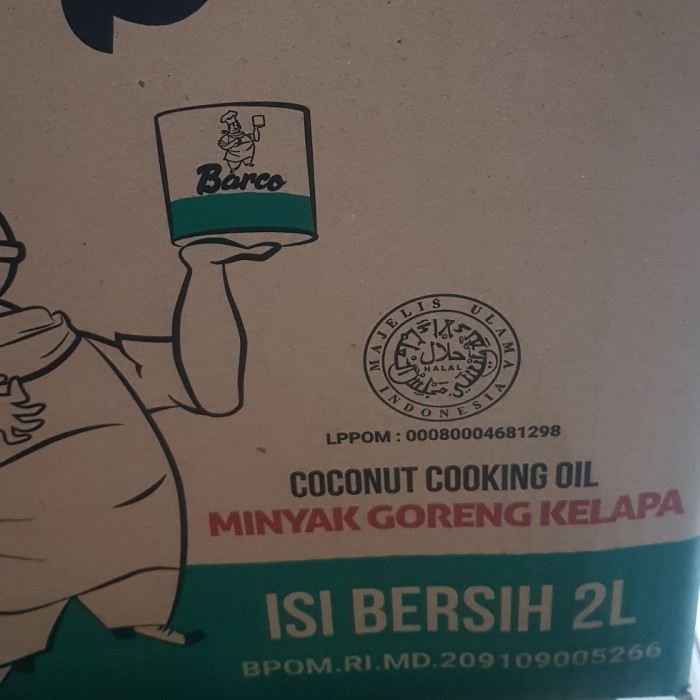 Barco
MAJELIS ULAMA
حلال
HALAL
INDONESIA
LPPOM : 00080004681298
COCONUT COOKING OIL
MINYAK GORENG KELAPA
ISI BERSIH 2L
BPOM.RI.MD.209109005266